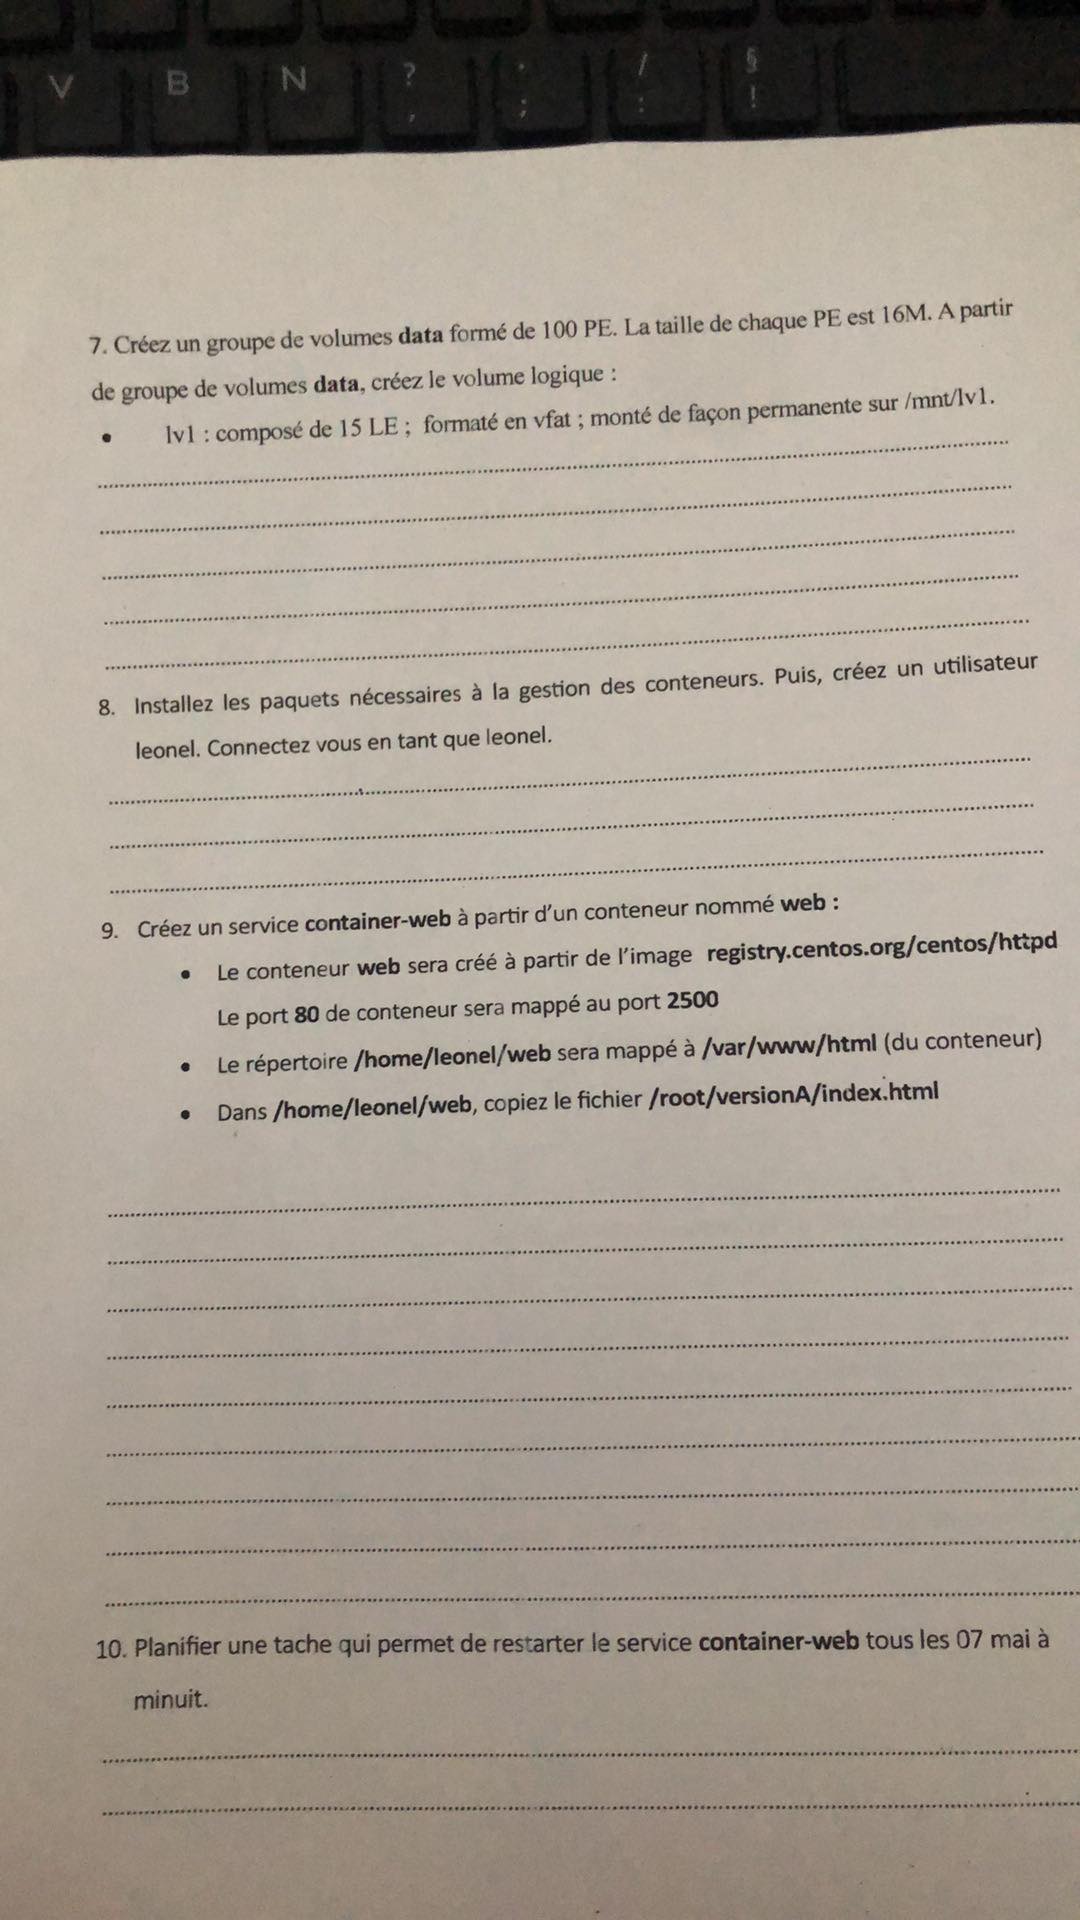 V B N ? , . ; / : § !
7. Créez un groupe de volumes data formé de 100 PE. La taille de chaque PE est 16M. A partir
de groupe de volumes data, créez le volume logique :
• lv1 : composé de 15 LE ; formaté en vfat ; monté de façon permanente sur /mnt/lv1.
8. Installez les paquets nécessaires à la gestion des conteneurs. Puis, créez un utilisateur
leonel. Connectez vous en tant que leonel.
9. Créez un service container-web à partir d'un conteneur nommé web :
• Le conteneur web sera créé à partir de l'image registry.centos.org/centos/httpd
Le port 80 de conteneur sera mappé au port 2500
• Le répertoire /home/leonel/web sera mappé à /var/www/html (du conteneur)
• Dans /home/leonel/web, copiez le fichier /root/versionA/index.html
10. Planifier une tache qui permet de restarter le service container-web tous les 07 mai à
minuit.